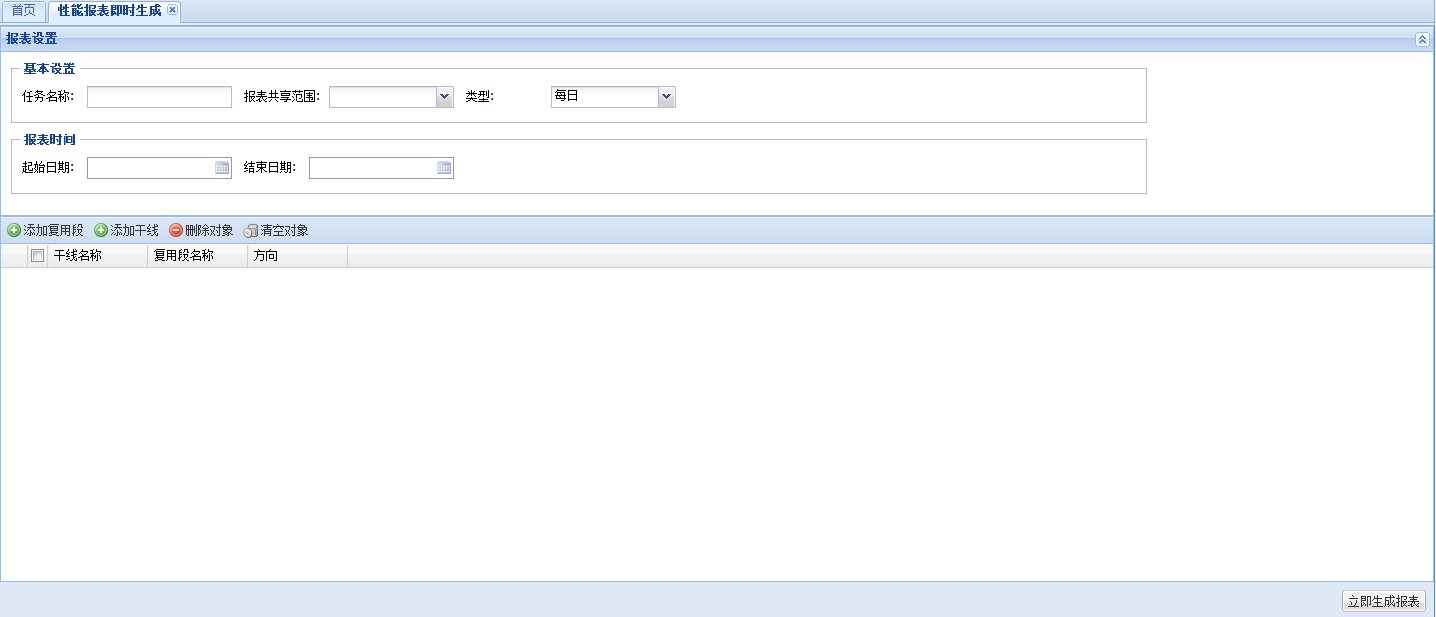 首页 性能报表即时生成
报表设置
基本设置
任务名称: 报表共享范围: 类型: 每日
报表时间
起始日期: 结束日期:
添加复用段 添加干线 删除对象 清空对象
干线名称 复用段名称 方向
立即生成报表